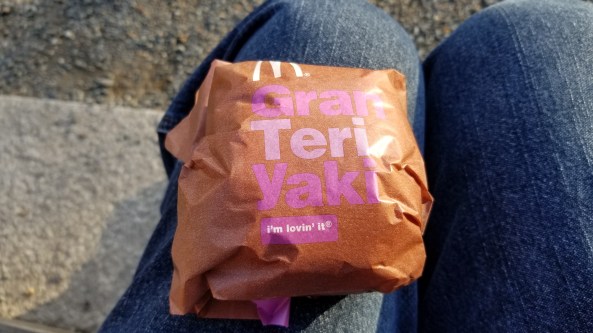 M
Gran
Teri
yaki
i'm lovin' it®